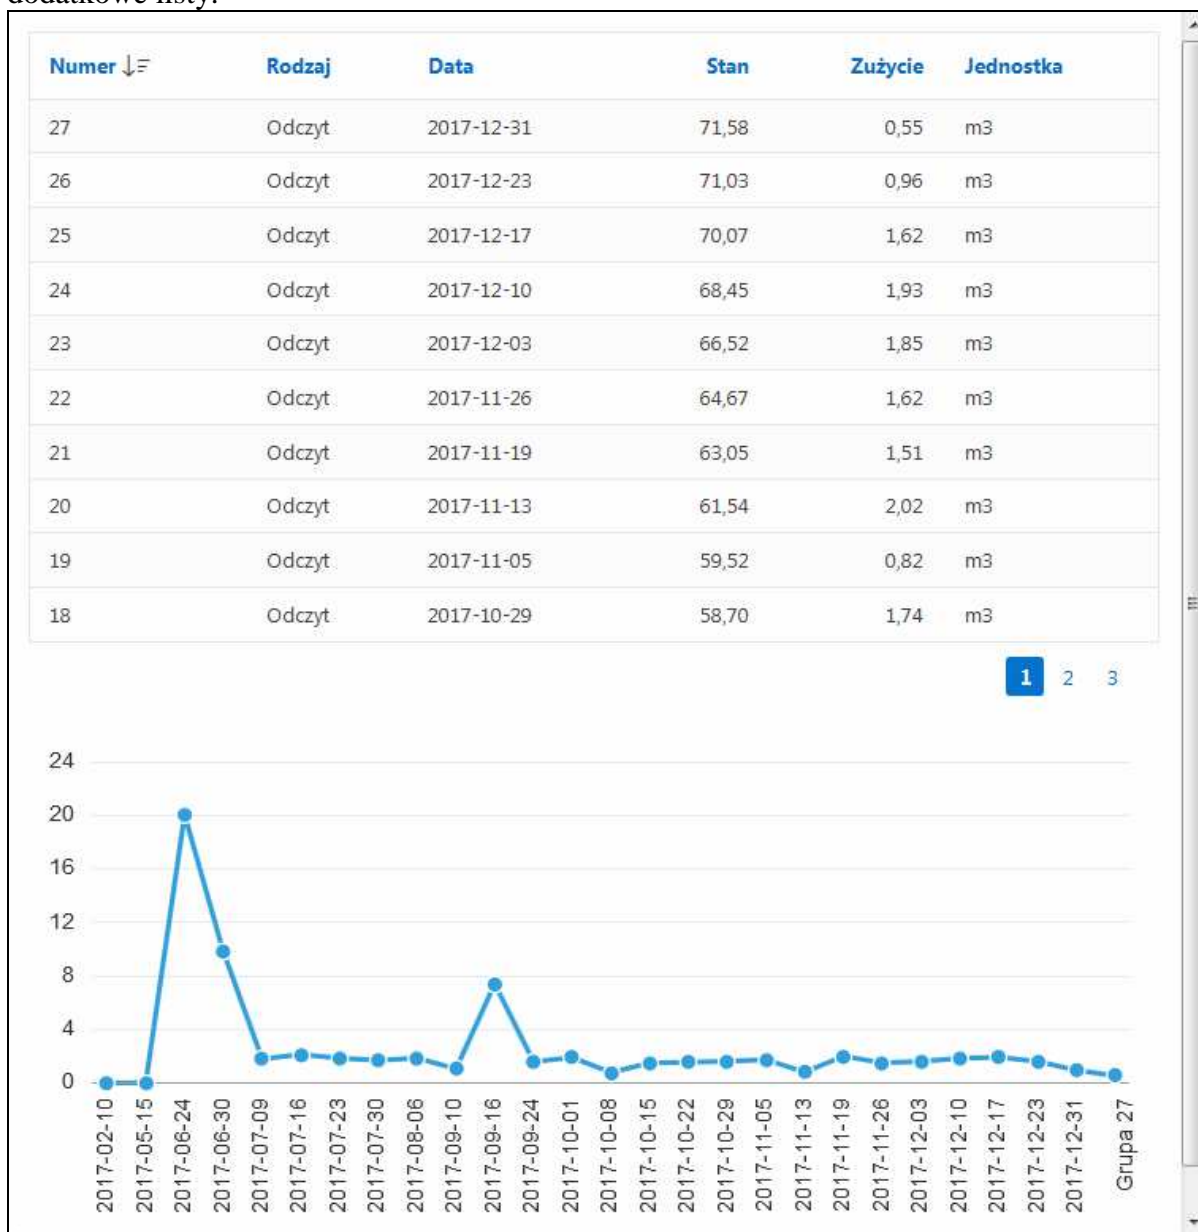 dodatkowe listy.
Numer Rodzaj Data Stan Zużycie Jednostka
27 Odczyt 2017-12-31 71,58 0,55 m3
26 Odczyt 2017-12-23 71,03 0,96 m3
25 Odczyt 2017-12-17 70,07 1,62 m3
24 Odczyt 2017-12-10 68,45 1,93 m3
23 Odczyt 2017-12-03 66,52 1,85 m3
22 Odczyt 2017-11-26 64,67 1,62 m3
21 Odczyt 2017-11-19 63,05 1,51 m3
20 Odczyt 2017-11-13 61,54 2,02 m3
19 Odczyt 2017-11-05 59,52 0,82 m3
18 Odczyt 2017-10-29 58,70 1,74 m3
1 2 3
24
20
16
12
8
4
0
2017-02-10
2017-05-15
2017-06-24
2017-06-30
2017-07-09
2017-07-16
2017-07-23
2017-07-30
2017-08-06
2017-09-10
2017-09-16
2017-09-24
2017-10-01
2017-10-08
2017-10-15
2017-10-22
2017-10-29
2017-11-05
2017-11-13
2017-11-19
2017-11-26
2017-12-03
2017-12-10
2017-12-17
2017-12-23
2017-12-31
Grupa 27